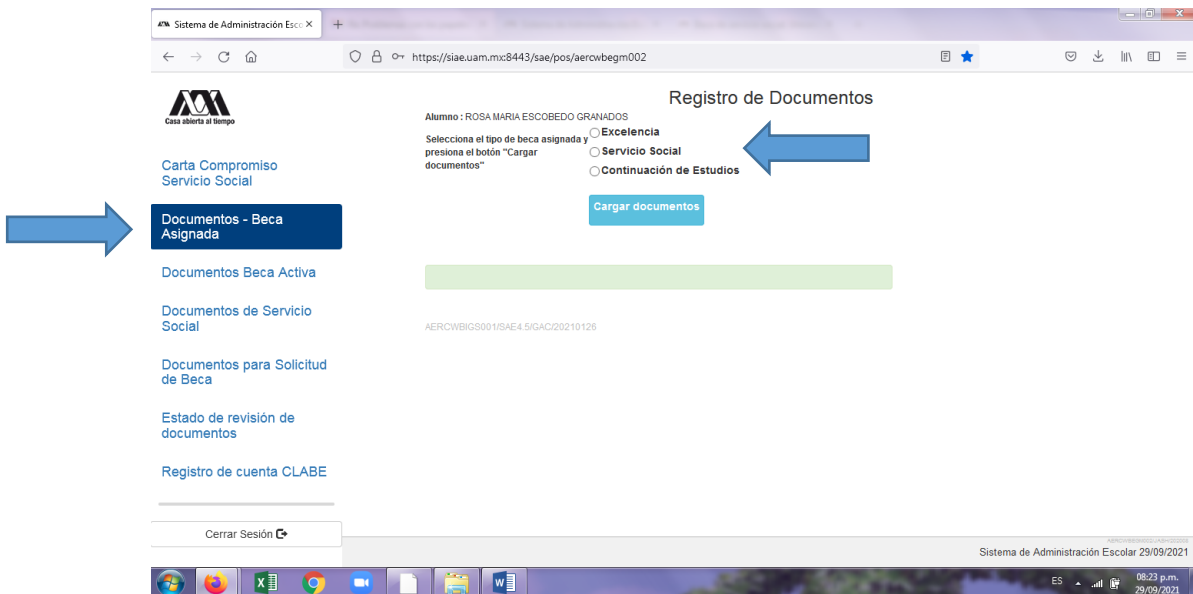 Sistema de Administración Esc
https://siae.uam.mx:8443/sae/pos/aercwbegm002
Casa abierta al tiempo
Registro de Documentos
Alumno : ROSA MARIA ESCOBEDO GRANADOS
Selecciona el tipo de beca asignada y
presiona el botón "Cargar
documentos"
Excelencia
Servicio Social
Continuación de Estudios
Cargar documentos
Carta Compromiso
Servicio Social
Documentos - Beca
Asignada
Documentos Beca Activa
Documentos de Servicio
Social
Documentos para Solicitud
de Beca
Estado de revisión de
documentos
Registro de cuenta CLABE
AERCWBIGS001/SAE4.5/GAC/20210126
Cerrar Sesión
Sistema de Administración Escolar 29/09/2021
ES
08:23 p.m.
29/09/2021